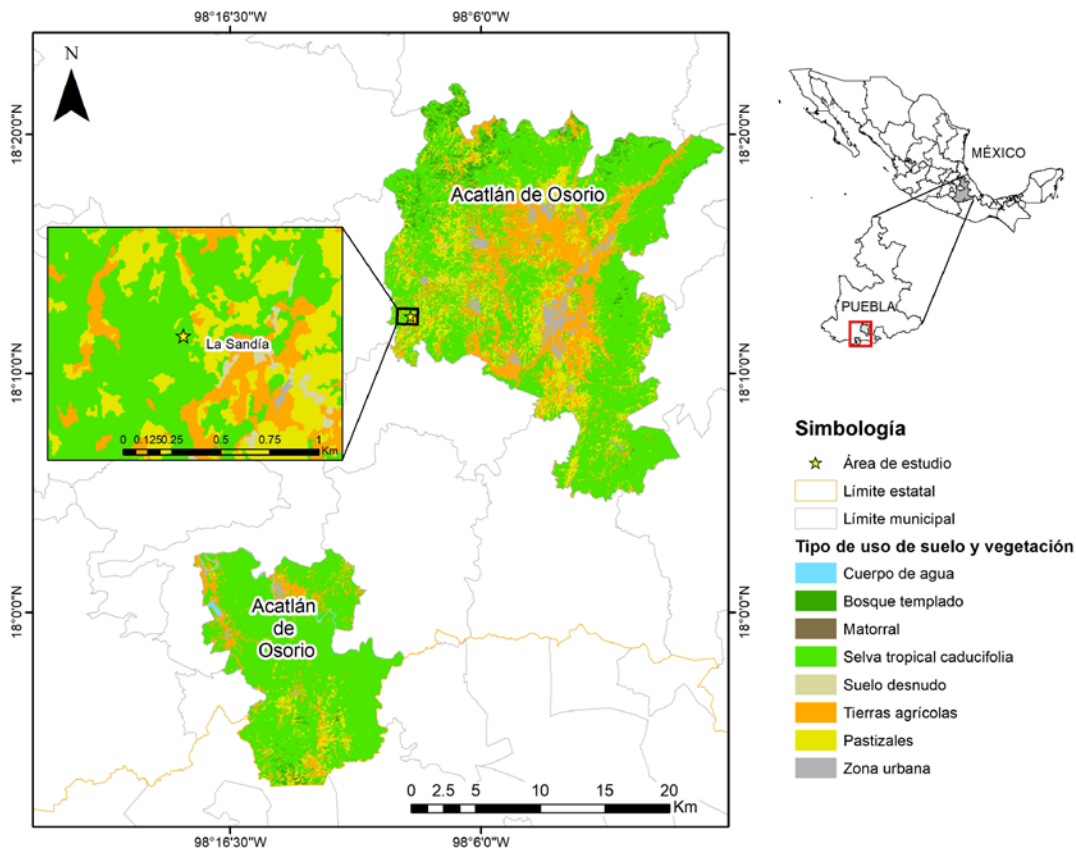 98°16'30"W
98°6'0"W
N
18°20'0"N
18°20'0"N
MÉXICO
Acatlán de Osorio
PUEBLA
La Sandía
0 0.125 0.25 0.5 0.75 1
Km
18°10'0"N
18°10'0"N
Simbología
Área de estudio
Límite estatal
Límite municipal
Tipo de uso de suelo y vegetación
Cuerpo de agua
Bosque templado
Matorral
Selva tropical caducifolia
Suelo desnudo
Tierras agrícolas
Pastizales
Zona urbana
Acatlán
de
Osorio
18°0'0"N
18°0'0"N
0 2.5 5 10 15 20
Km
98°16'30"W
98°6'0"W